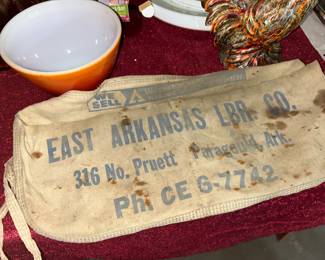 WE
SELL
EAST ARKANSAS LBR. CO.
316 No. Pruett Paragould, Ark.
Ph. CE 6-7742